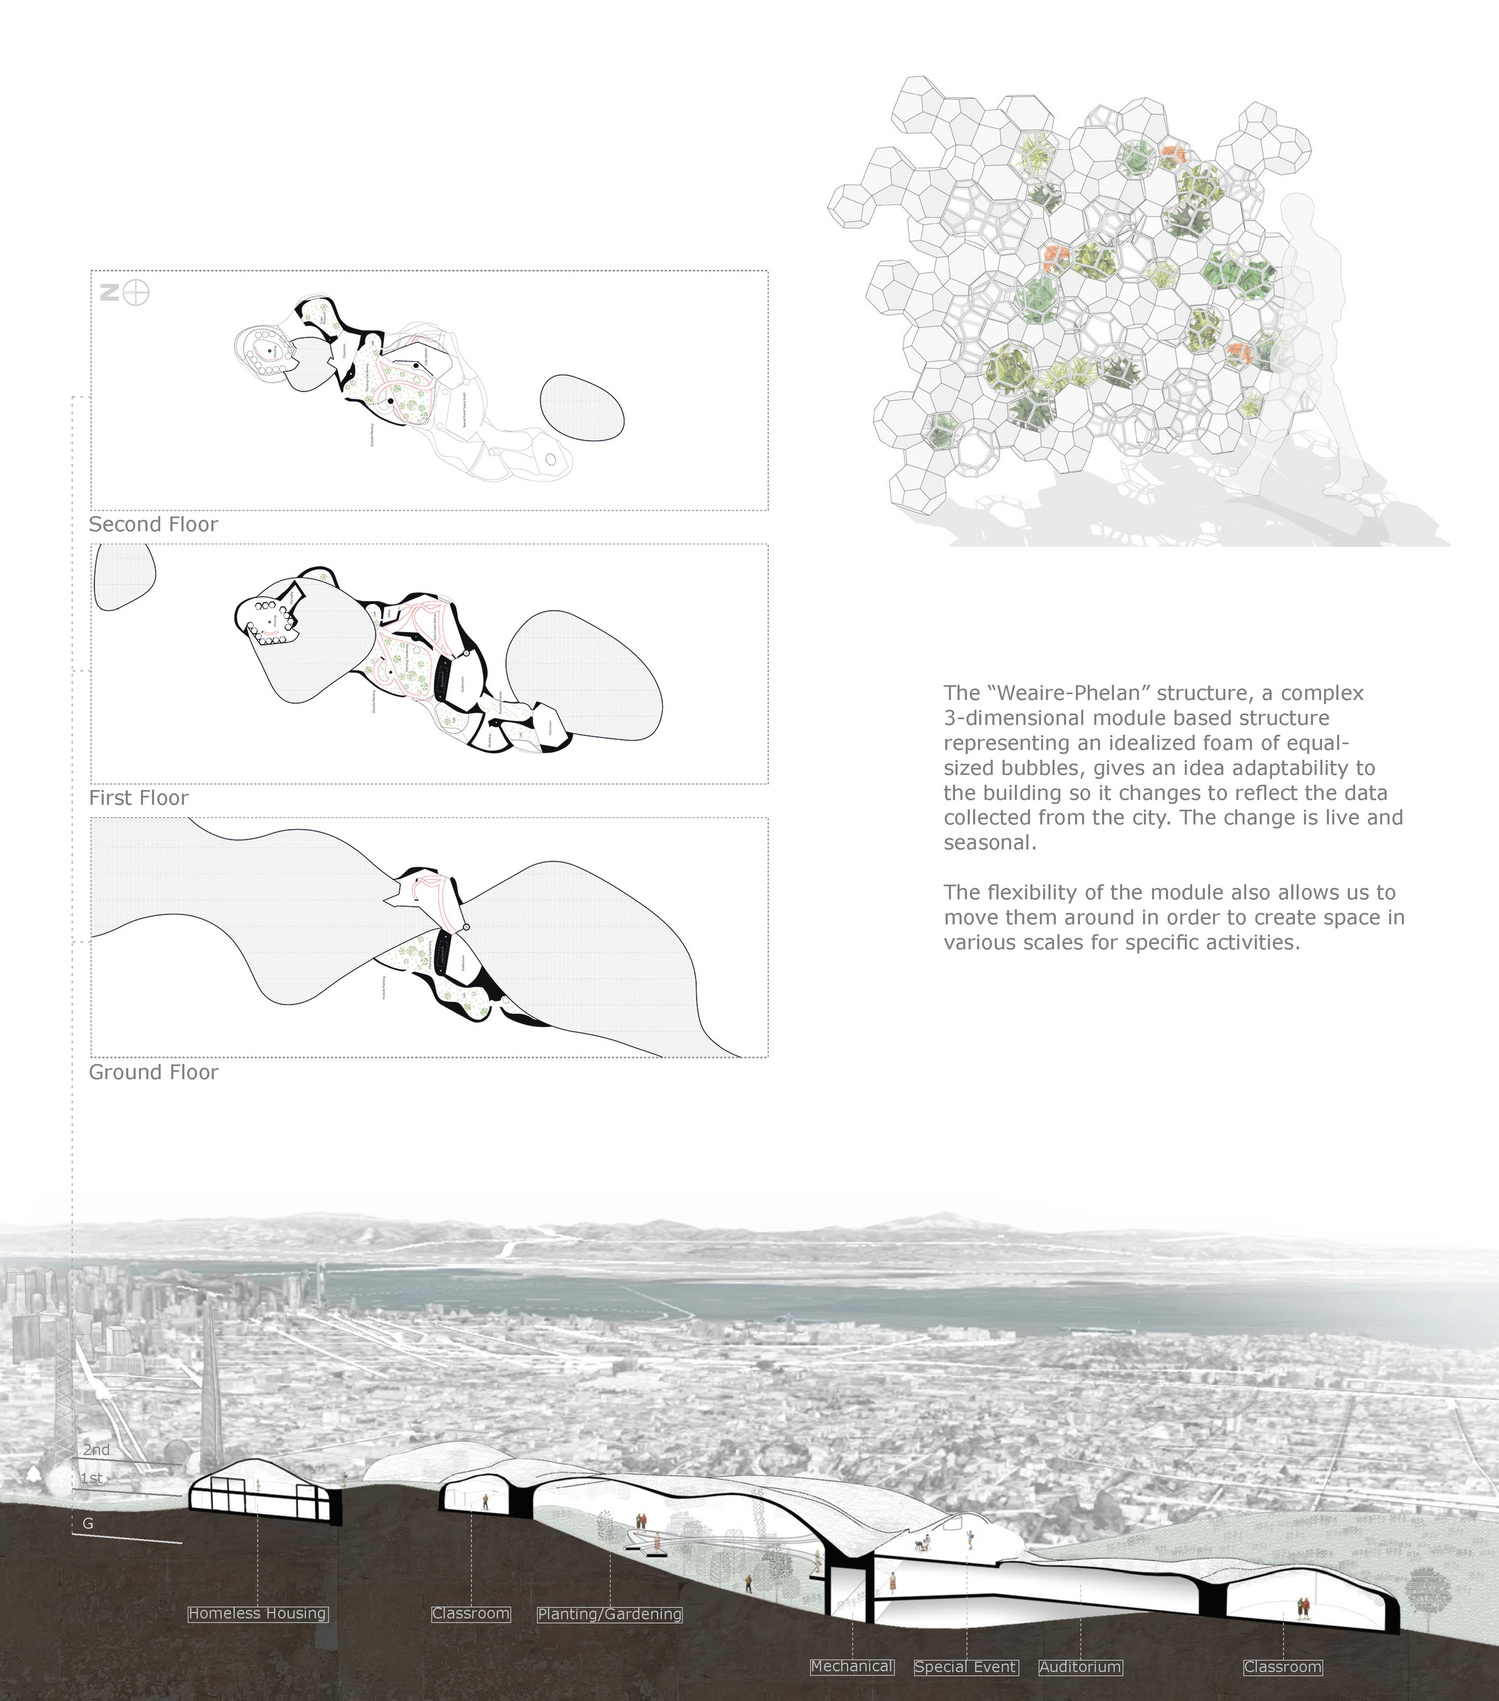 N
Second Floor
First Floor
Ground Floor
The “Weaire-Phelan” structure, a complex
3-dimensional module based structure
representing an idealized foam of equal-
sized bubbles, gives an idea adaptability to
the building so it changes to reflect the data
collected from the city. The change is live and
seasonal.
The flexibility of the module also allows us to
move them around in order to create space in
various scales for specific activities.
2nd
1st
G
Homeless Housing
Classroom
Planting/Gardening
Mechanical
Special Event
Auditorium
Classroom